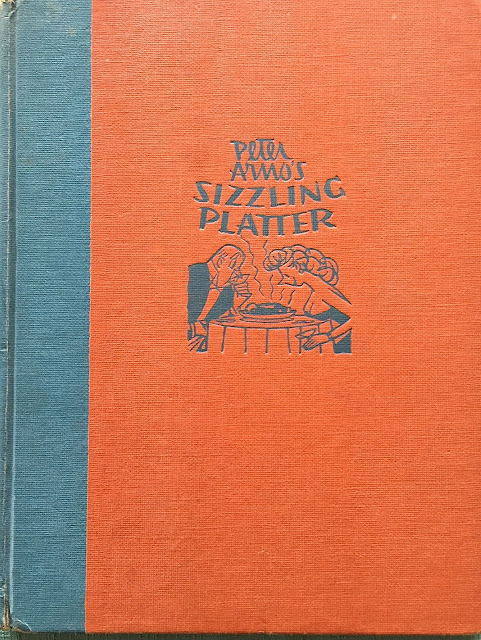 Peter
Arno's
SIZZLING
PLATTER